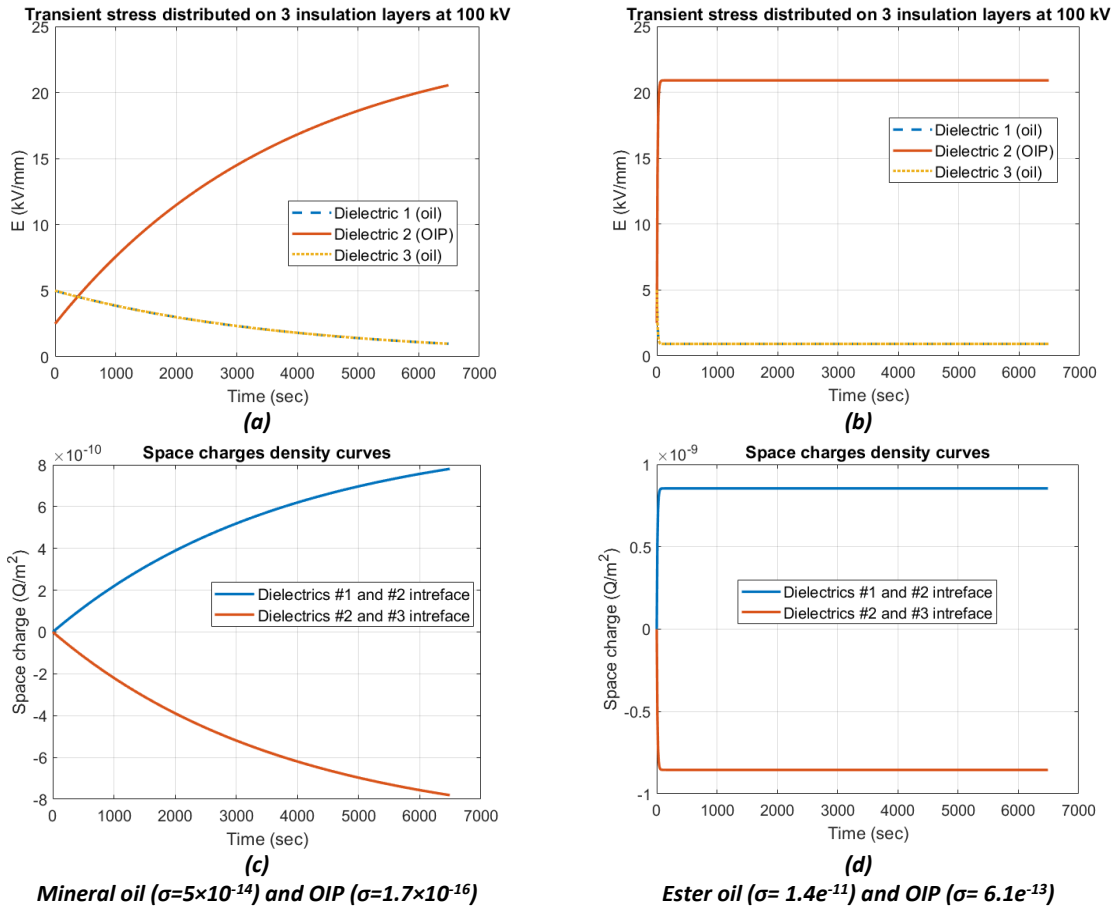 Transient stress distributed on 3 insulation layers at 100 kV
25
20
15
10
5
0
E (kV/mm)
Dielectric 1 (oil)
Dielectric 2 (OIP)
Dielectric 3 (oil)
0 1000 2000 3000 4000 5000 6000 7000
Time (sec)
(a)
Transient stress distributed on 3 insulation layers at 100 kV
25
20
15
10
5
0
E (kV/mm)
Dielectric 1 (oil)
Dielectric 2 (OIP)
Dielectric 3 (oil)
0 1000 2000 3000 4000 5000 6000 7000
Time (sec)
(b)
×10⁻¹⁰
Space charges density curves
8
6
4
2
0
-2
-4
-6
-8
Space charge (Q/m²)
Dielectrics #1 and #2 intreface
Dielectrics #2 and #3 intreface
0 1000 2000 3000 4000 5000 6000 7000
Time (sec)
(c)
Mineral oil (σ=5×10⁻¹⁴) and OIP (σ=1.7×10⁻¹⁶)
×10⁻⁹
Space charges density curves
1
0.5
0
-0.5
-1
Space charge (Q/m²)
Dielectrics #1 and #2 intreface
Dielectrics #2 and #3 intreface
0 1000 2000 3000 4000 5000 6000 7000
Time (sec)
(d)
Ester oil (σ= 1.4e⁻¹¹) and OIP (σ= 6.1e⁻¹³)